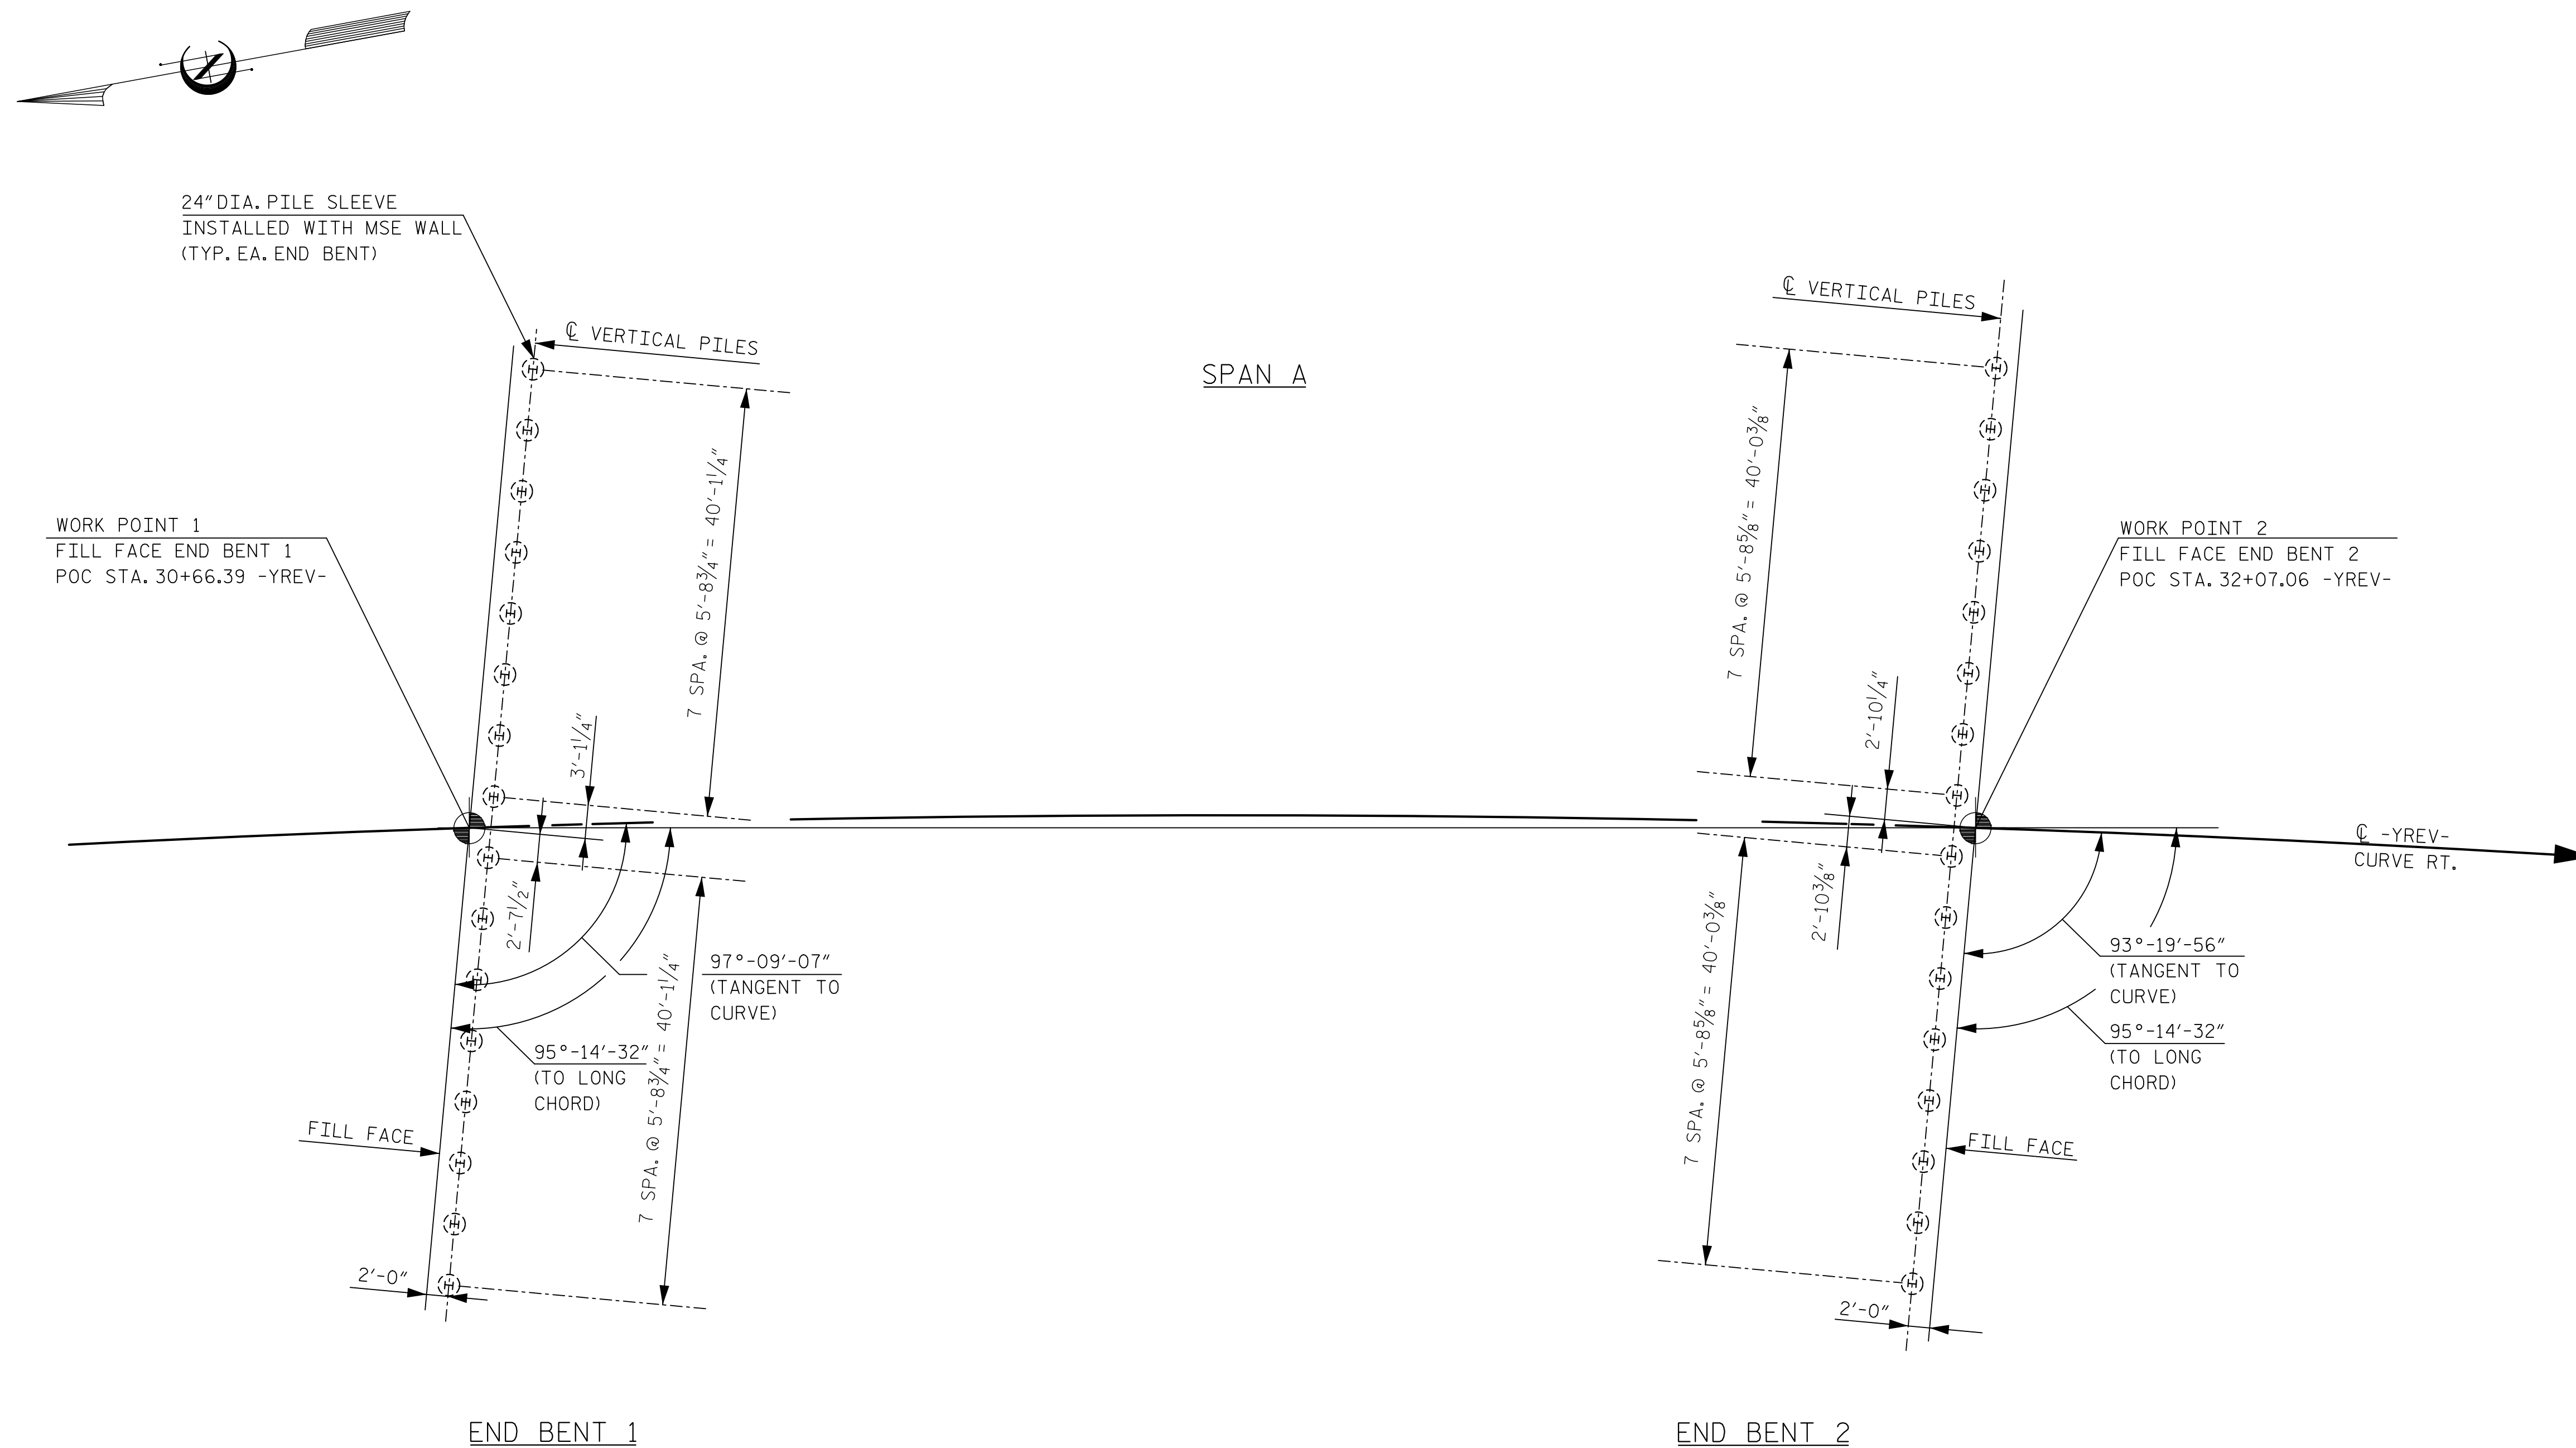 N
24″ DIA. PILE SLEEVE
INSTALLED WITH MSE WALL
(TYP. EA. END BENT)
℄ VERTICAL PILES
SPAN A
℄ VERTICAL PILES
WORK POINT 1
FILL FACE END BENT 1
POC STA. 30+66.39 -YREV-
7 SPA. @ 5′-8¾″ = 40′-1¼″
3′-1¼″
2′-7½″
97°-09′-07″
(TANGENT TO
CURVE)
95°-14′-32″
(TO LONG
CHORD)
7 SPA. @ 5′-8¾″ = 40′-1¼″
FILL FACE
2′-0″
7 SPA. @ 5′-8⅝″ = 40′-0⅜″
2′-10¼″
WORK POINT 2
FILL FACE END BENT 2
POC STA. 32+07.06 -YREV-
℄ -YREV-
CURVE RT.
2′-10⅜″
7 SPA. @ 5′-8⅝″ = 40′-0⅜″
93°-19′-56″
(TANGENT TO
CURVE)
95°-14′-32″
(TO LONG
CHORD)
FILL FACE
2′-0″
END BENT 1
END BENT 2